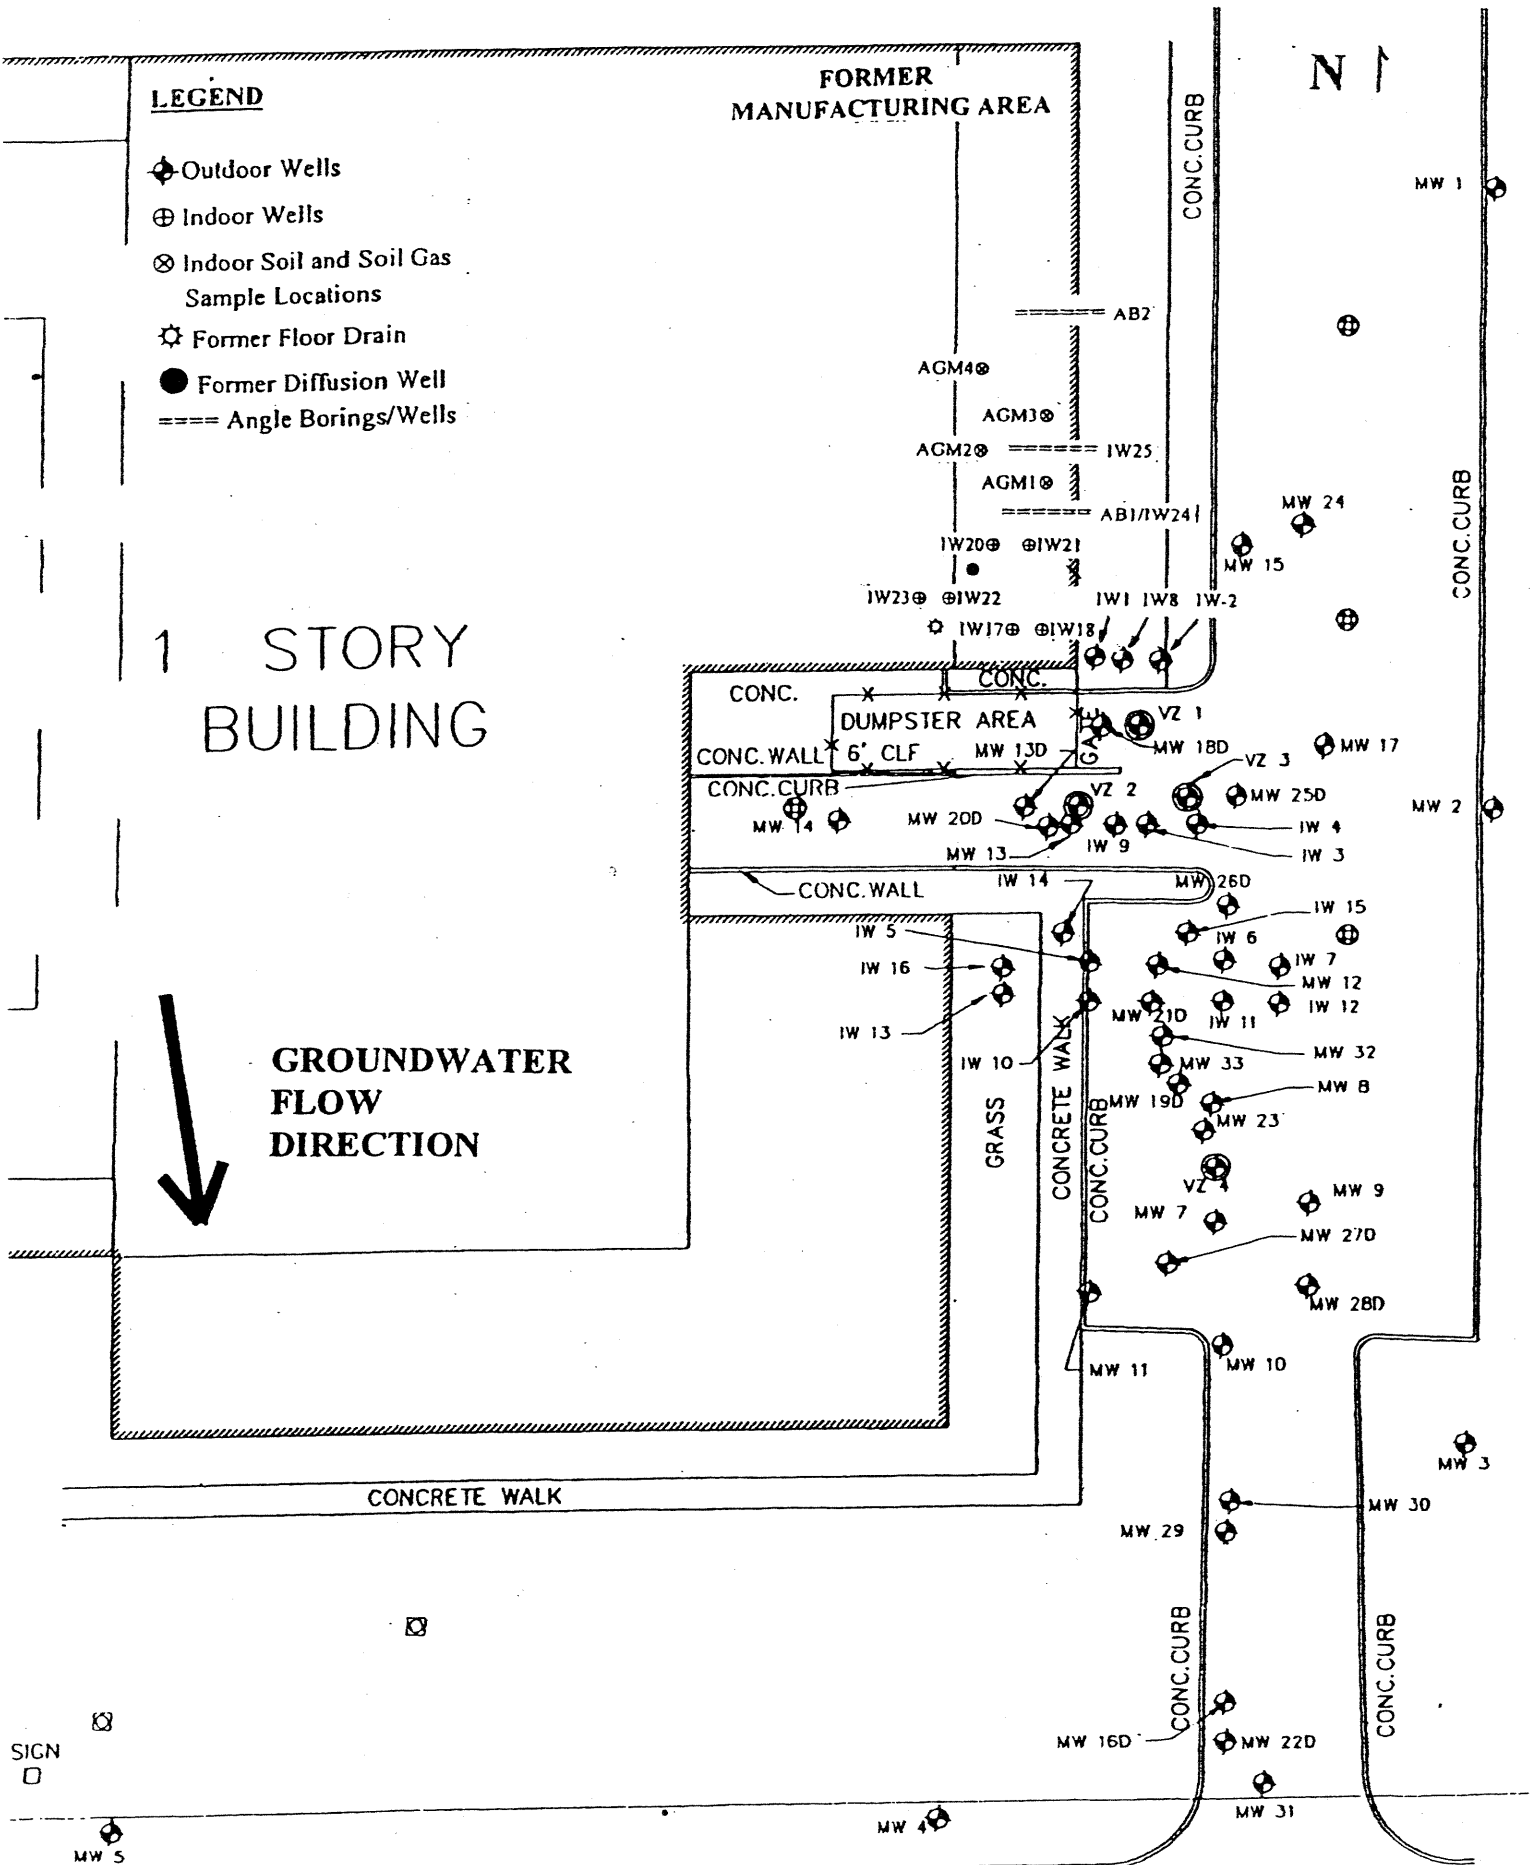 FORMER
MANUFACTURING AREA
N
LEGEND
Outdoor Wells
Indoor Wells
Indoor Soil and Soil Gas
Sample Locations
Former Floor Drain
Former Diffusion Well
==== Angle Borings/Wells
CONC.CURB
MW 1
AB2
AGM4
AGM3
AGM2
IW25
AGM1
AB1/IW24
CONC.CURB
MW 24
MW 15
IW20
IW21
IW23
IW22
IW1
IW8
IW-2
IW17
IW18
1 STORY
BUILDING
CONC.
CONC.
DUMPSTER AREA
GATE
VZ 1
MW 18D
MW 17
CONC.WALL
6' CLF
MW 13D
VZ 3
CONC.CURB
VZ 2
MW 25D
MW 2
MW 14
MW 20D
IW 4
MW 13
IW 9
IW 3
CONC.WALL
IW 14
MW 26D
IW 15
IW 5
IW 6
IW 16
IW 7
MW 12
IW 13
MW 21D
IW 11
IW 12
IW 10
MW 32
MW 33
MW 19D
MW 8
MW 23
GROUNDWATER
FLOW
DIRECTION
GRASS
CONCRETE WALK
CONC.CURB
VZ 4
MW 9
MW 7
MW 27D
MW 28D
MW 11
MW 10
MW 3
CONCRETE WALK
MW 30
MW 29
CONC.CURB
CONC.CURB
MW 16D
MW 22D
SIGN
MW 31
MW 4
MW 5